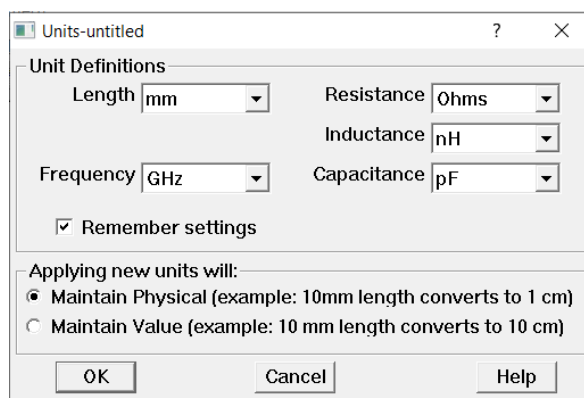 Units-untitled ?
Unit Definitions
Length mm Resistance Ohms
Inductance nH
Frequency GHz Capacitance pF
Remember settings
Applying new units will:
Maintain Physical (example: 10mm length converts to 1 cm)
Maintain Value (example: 10 mm length converts to 10 cm)
OK Cancel Help